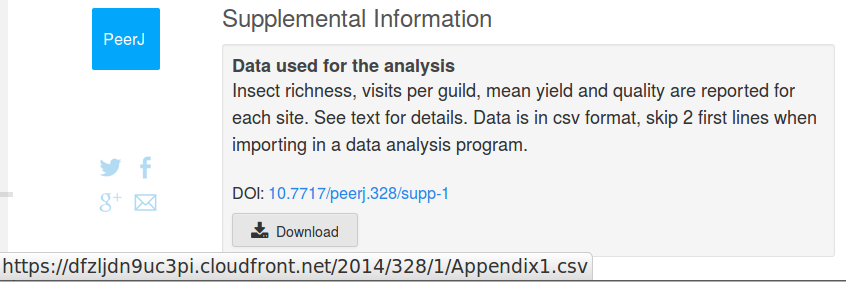 Supplemental Information
PeerJ
Data used for the analysis
Insect richness, visits per guild, mean yield and quality are reported for
each site. See text for details. Data is in csv format, skip 2 first lines when
importing in a data analysis program.
DOI: 10.7717/peerj.328/supp-1
g+
Download
https://dfzljdn9uc3pi.cloudfront.net/2014/328/1/Appendix1.csv